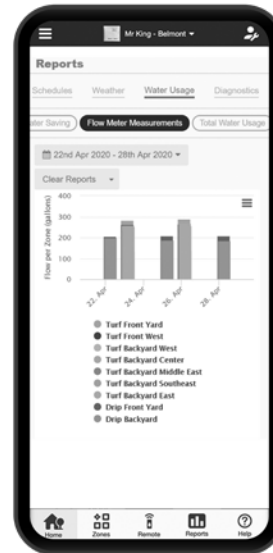 Mr King - Belmont
Reports
Schedules Weather Water Usage Diagnostics
ater Saving Flow Meter Measurements Total Water Usage
22nd Apr 2020 - 28th Apr 2020
Clear Reports
Flow per Zone (gallons)
400
300
200
100
0
22. Apr 24. Apr 26. Apr 28. Apr
Turf Front Yard
Turf Front West
Turf Backyard West
Turf Backyard Center
Turf Backyard Middle East
Turf Backyard Southeast
Turf Backyard East
Drip Front Yard
Drip Backyard
Home Zones Remote Reports Help